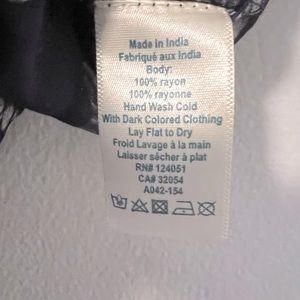 Made in India
Fabriqué aux India
Body:
100% rayon
100% rayonne
Hand Wash Cold
With Dark Colored Clothing
Lay Flat to Dry
Froid Lavage à la main
Laisser sécher à plat
RN# 124051
CA# 32054
A042-154